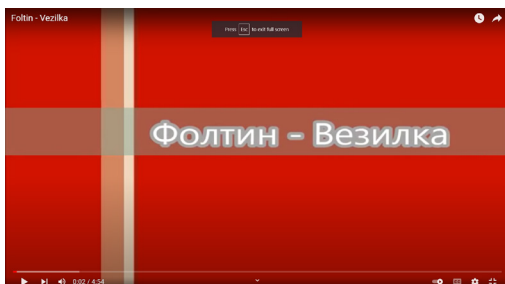 Foltin - Vezilka
Press Esc to exit full screen
Фолтин - Везилка
0:02 / 4:54